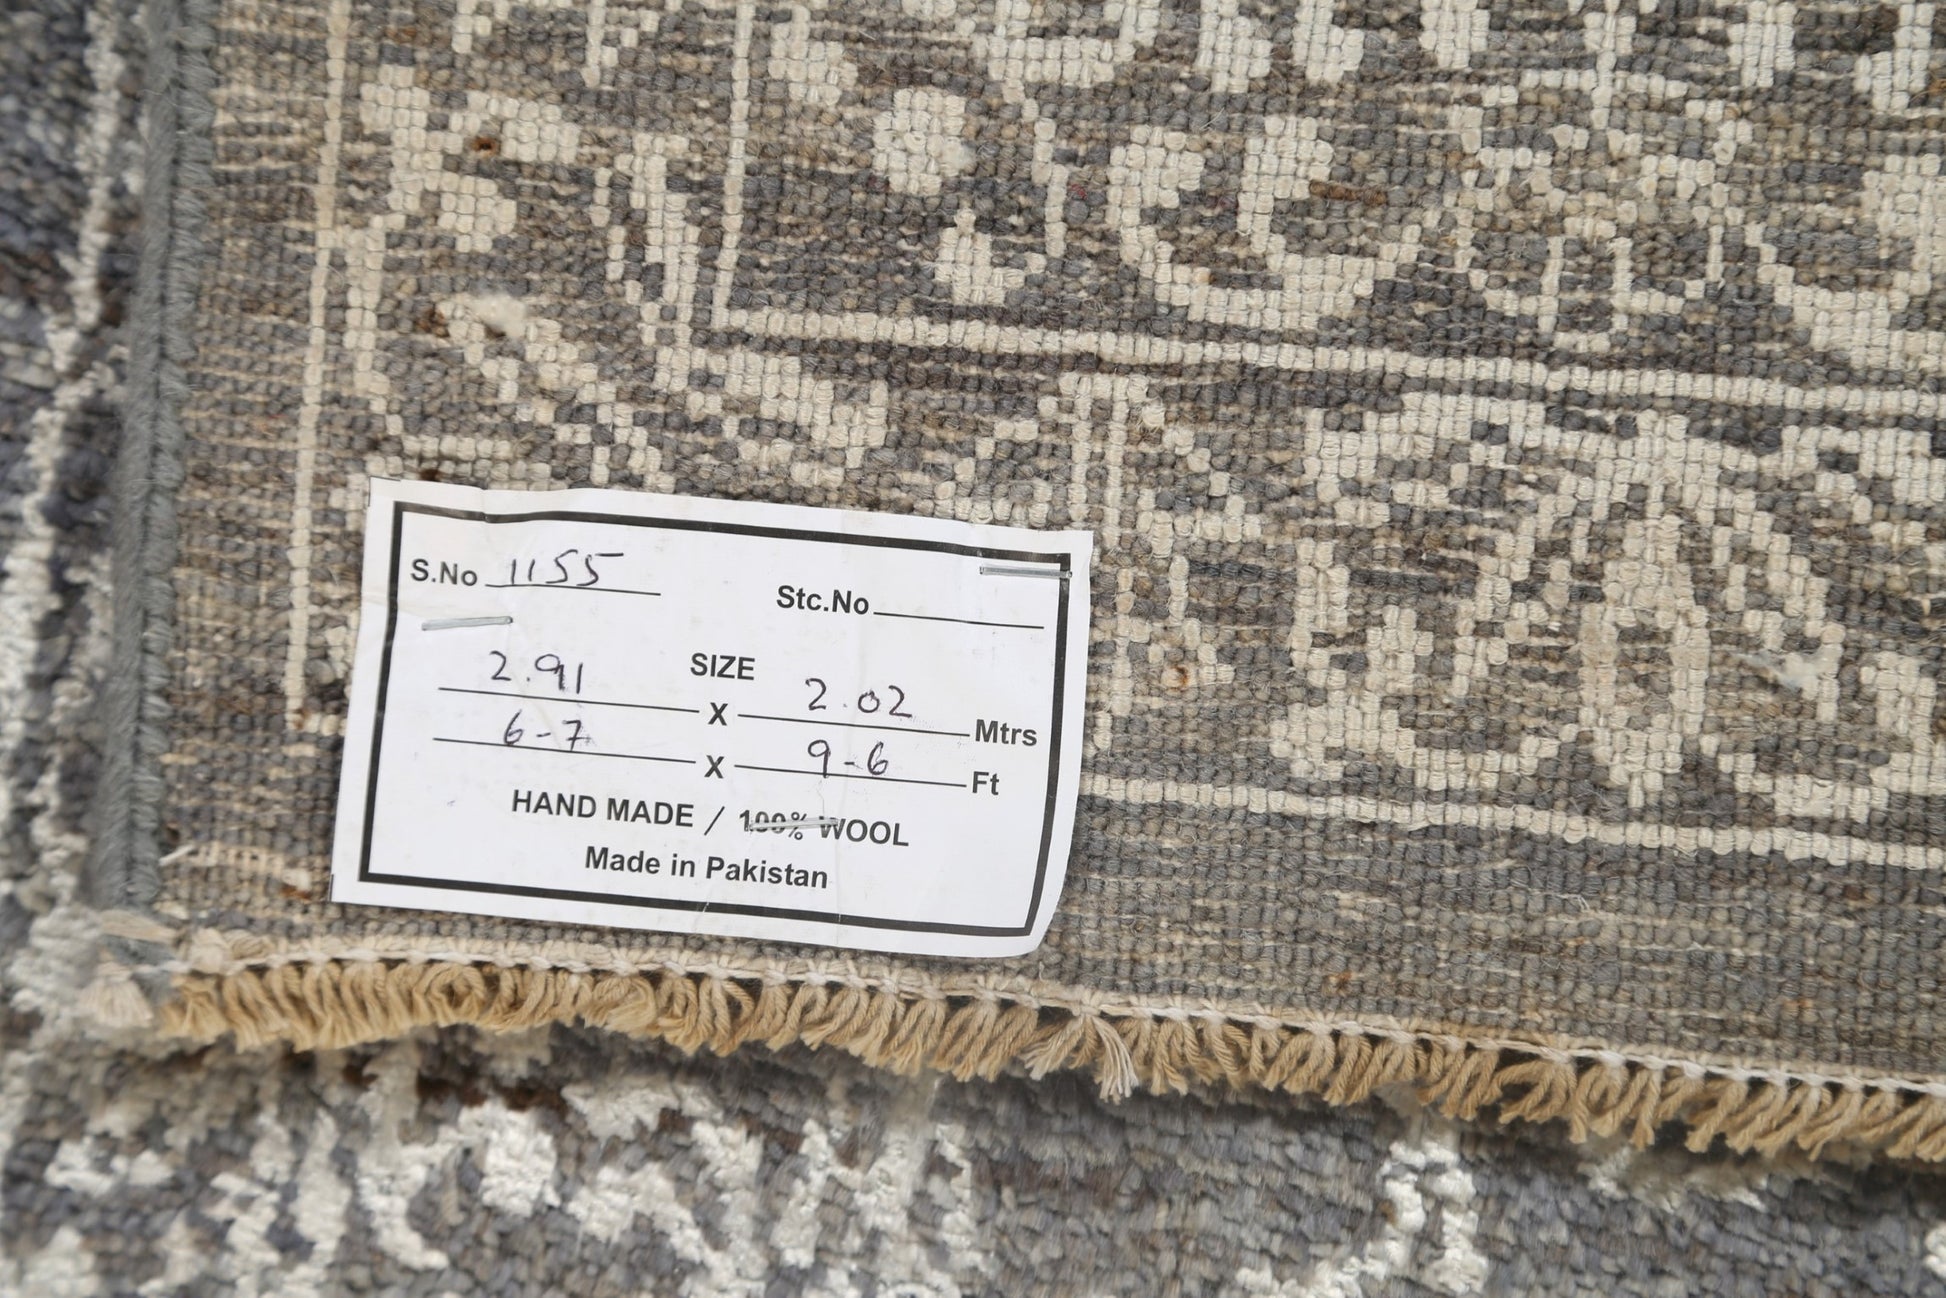 S.No 1155 Stc.No
SIZE
2.91 X 2.02 Mtrs
6-7 X 9-6 Ft
HAND MADE / 100% WOOL
Made in Pakistan